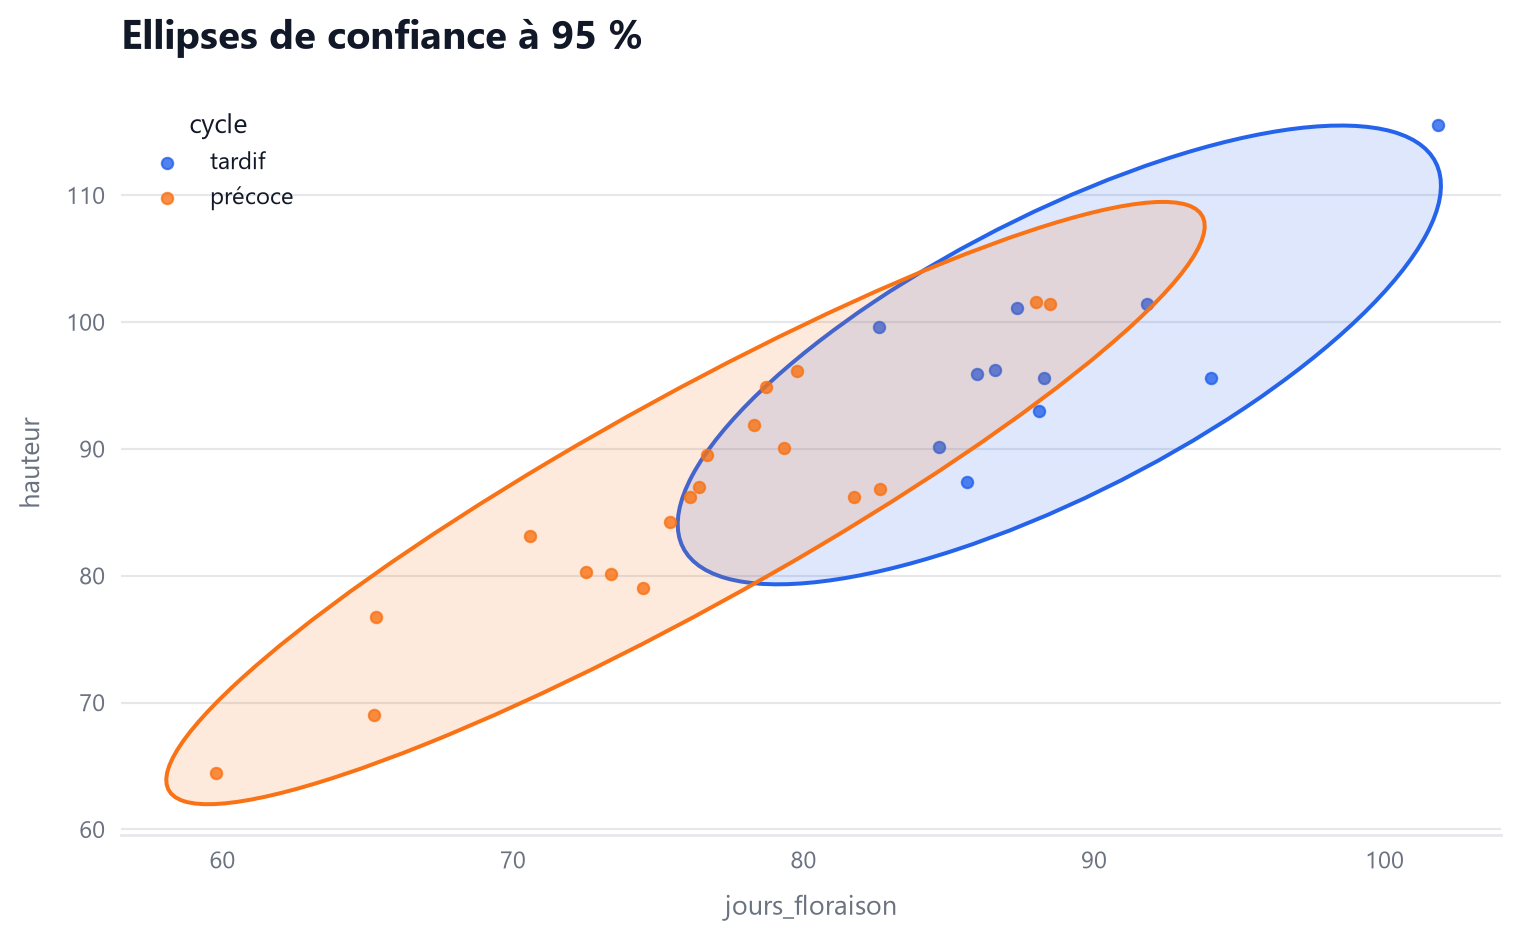 Ellipses de confiance à 95 %
cycle
tardif
précoce
110
100
90
80
70
60
hauteur
60 70 80 90 100
jours_floraison